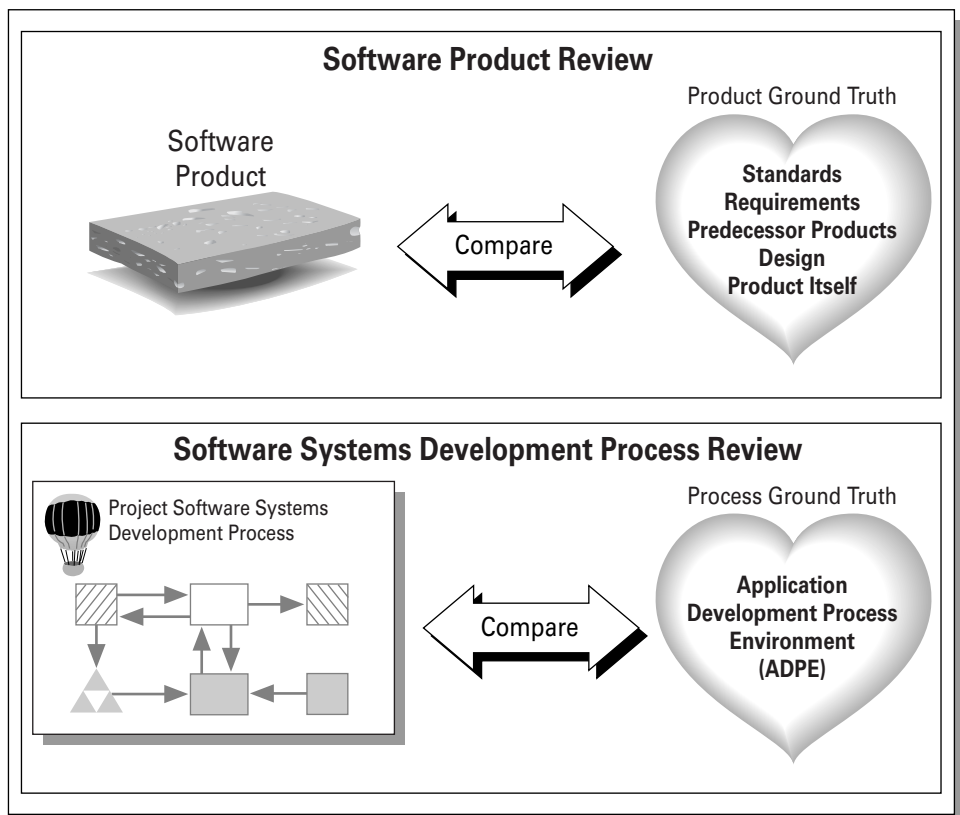 Software Product Review
Software
Product
Compare
Product Ground Truth
Standards
Requirements
Predecessor Products
Design
Product Itself
Software Systems Development Process Review
Project Software Systems
Development Process
Compare
Process Ground Truth
Application
Development Process
Environment
(ADPE)